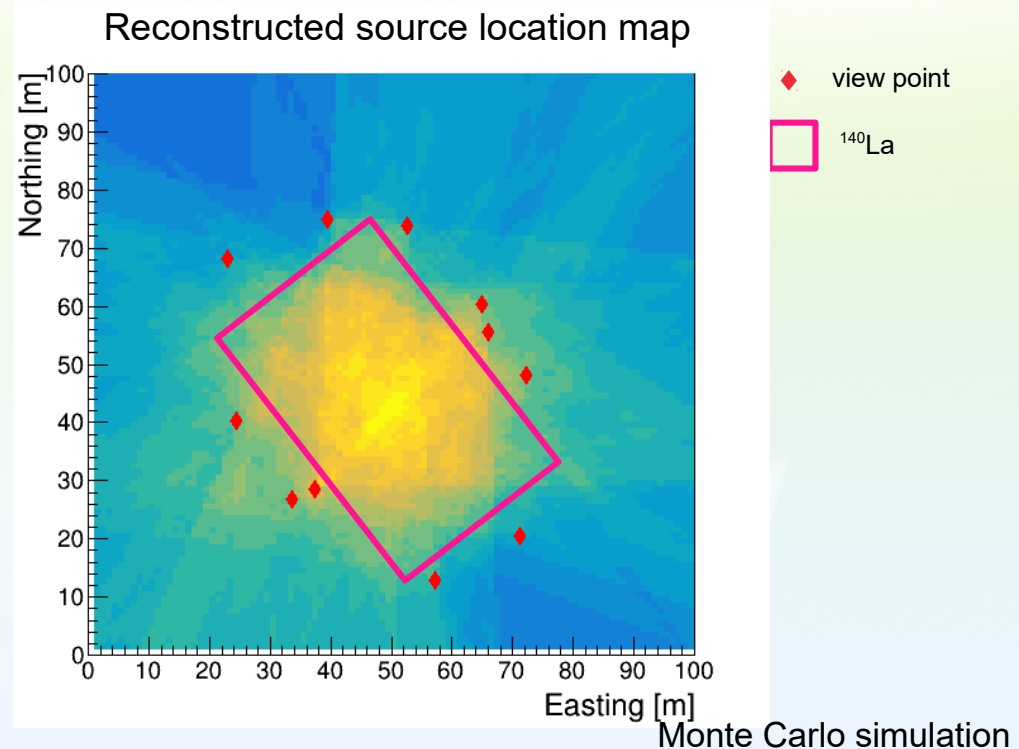 Reconstructed source location map
Northing [m]
100
90
80
70
60
50
40
30
20
10
0
0 10 20 30 40 50 60 70 80 90 100
Easting [m]
view point
140La
Monte Carlo simulation